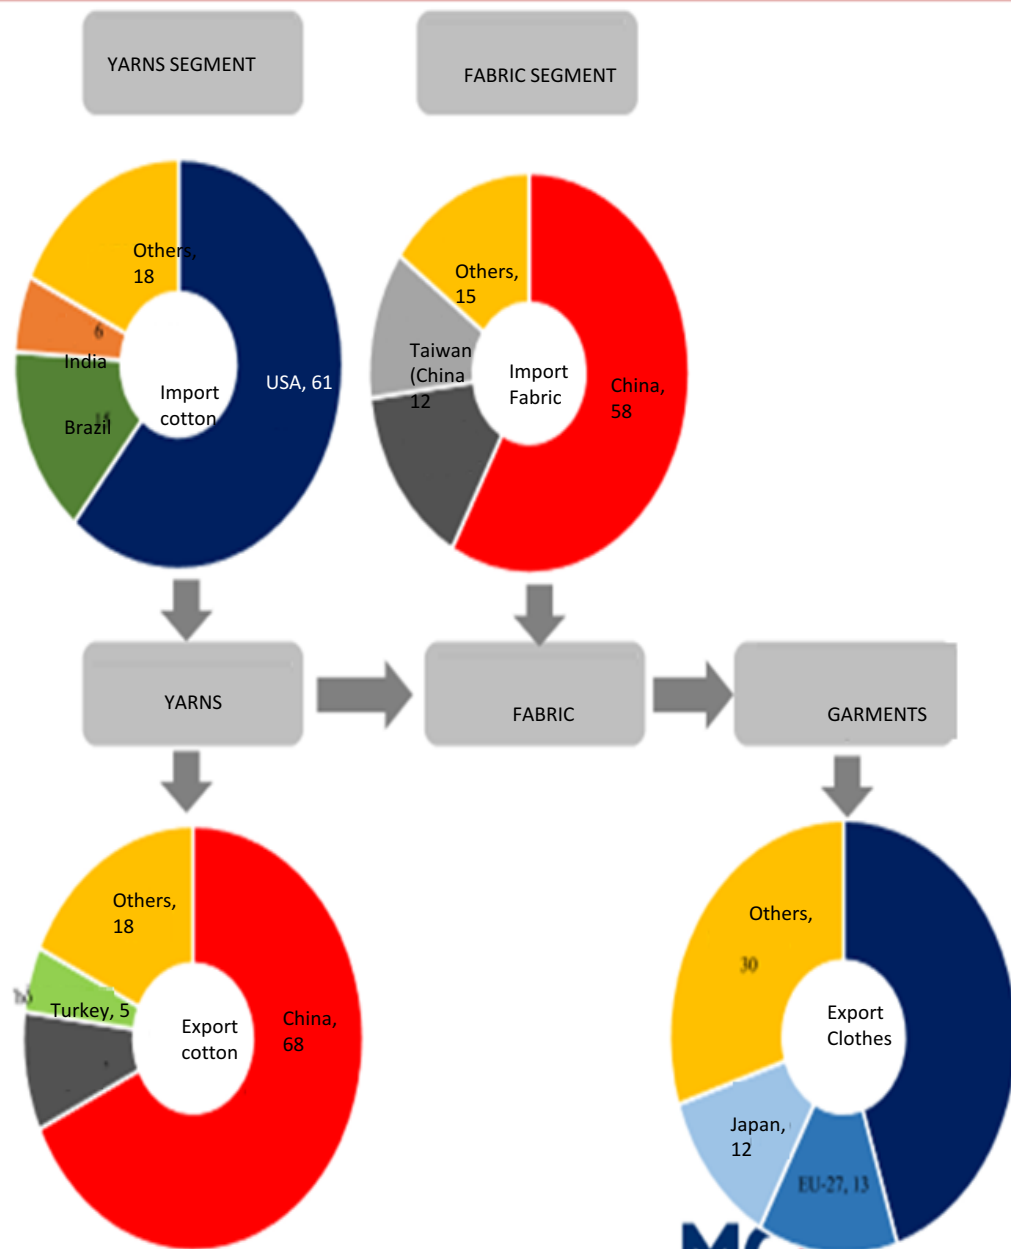 YARNS SEGMENT
FABRIC SEGMENT
Others,
18
6
India
Brazil
Import
cotton
USA, 61
Others,
15
Taiwan
(China
12
Import
Fabric
China,
58
YARNS
FABRIC
GARMENTS
Others,
18
Turkey, 5
Export
cotton
China,
68
Others,
30
Export
Clothes
Japan,
12
EU-27, 13